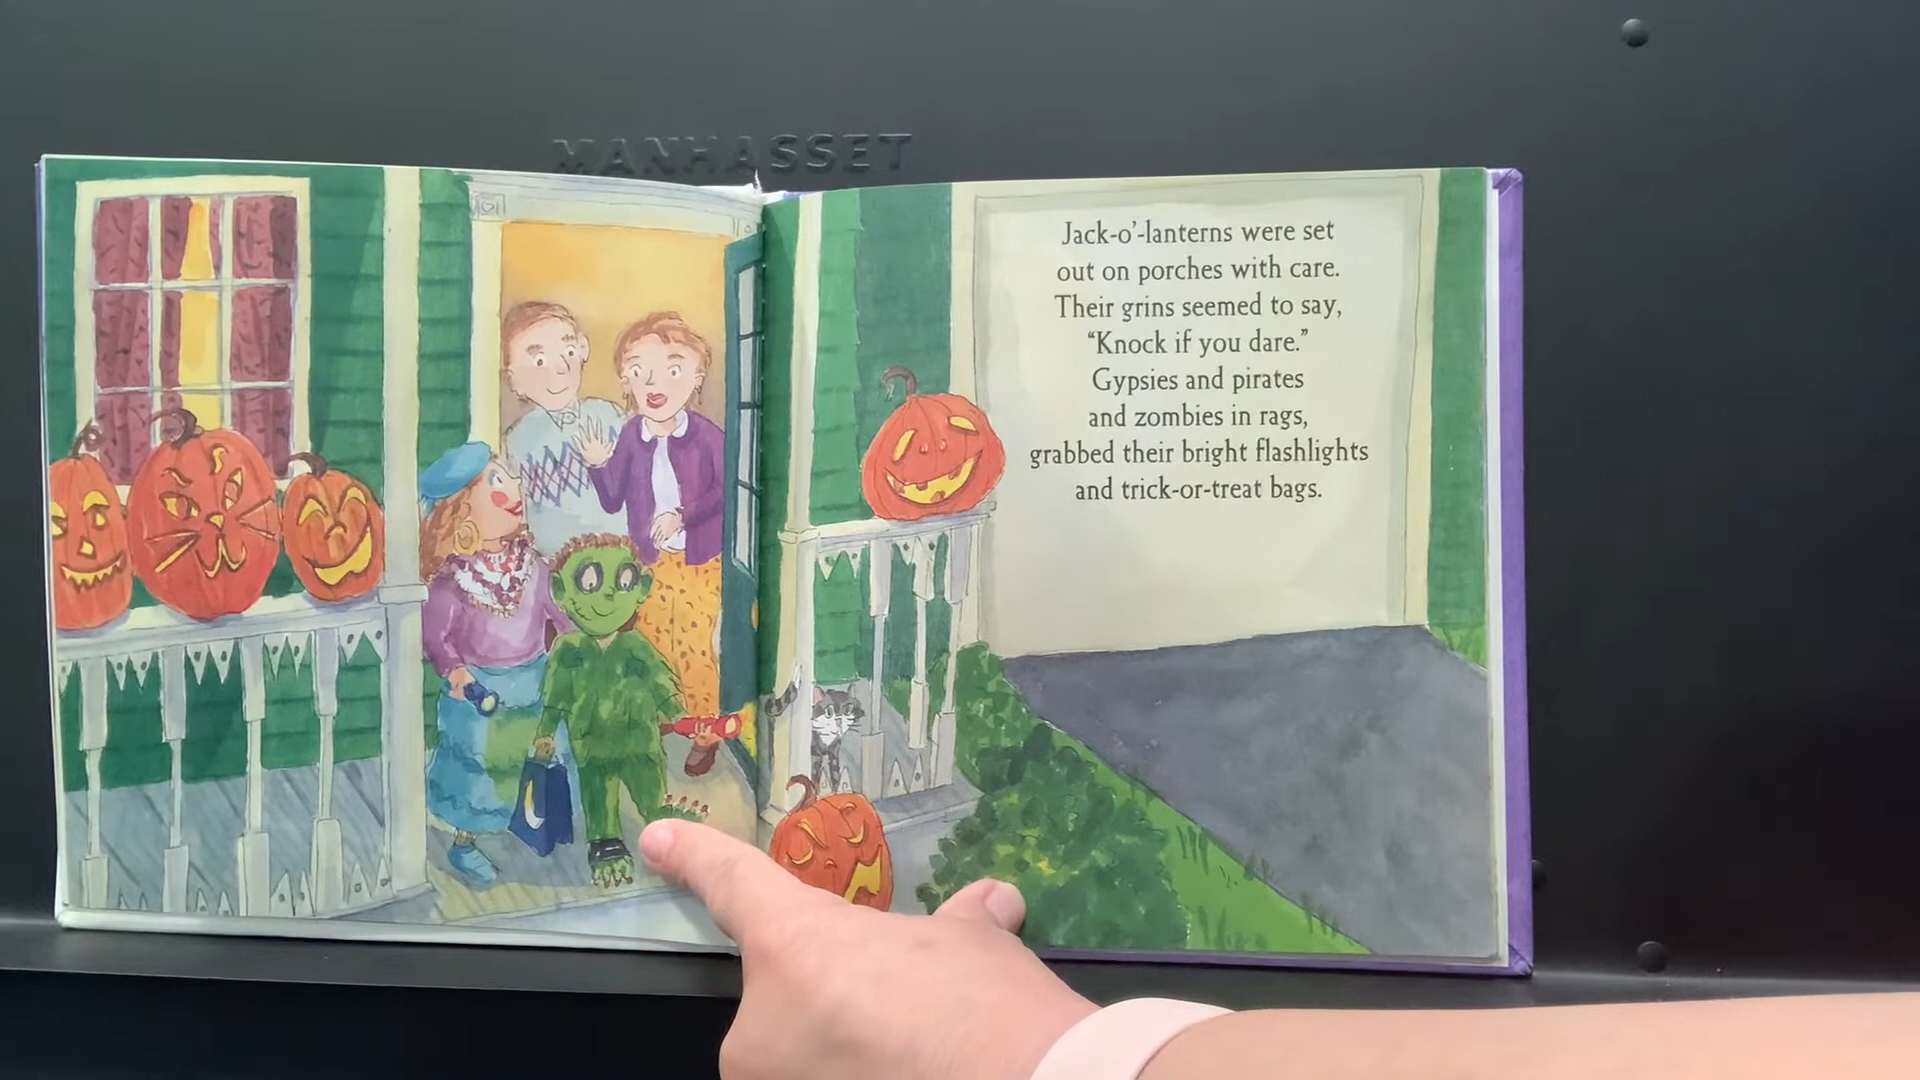 MANHASSET
Jack-o’-lanterns were set
out on porches with care.
Their grins seemed to say,
“Knock if you dare.”
Gypsies and pirates
and zombies in rags,
grabbed their bright flashlights
and trick-or-treat bags.